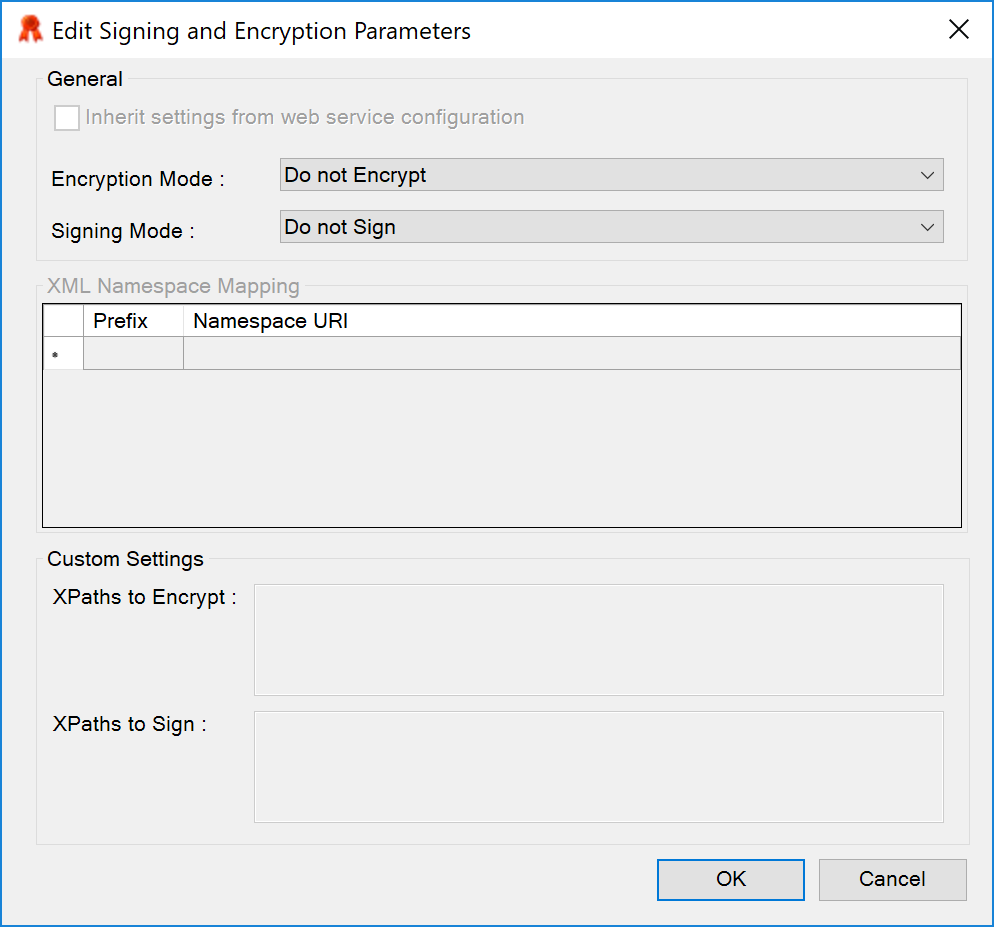 Edit Signing and Encryption Parameters
General
Inherit settings from web service configuration
Encryption Mode :
Do not Encrypt
Signing Mode :
Do not Sign
XML Namespace Mapping
Prefix
Namespace URI
*
Custom Settings
XPaths to Encrypt :
XPaths to Sign :
OK
Cancel